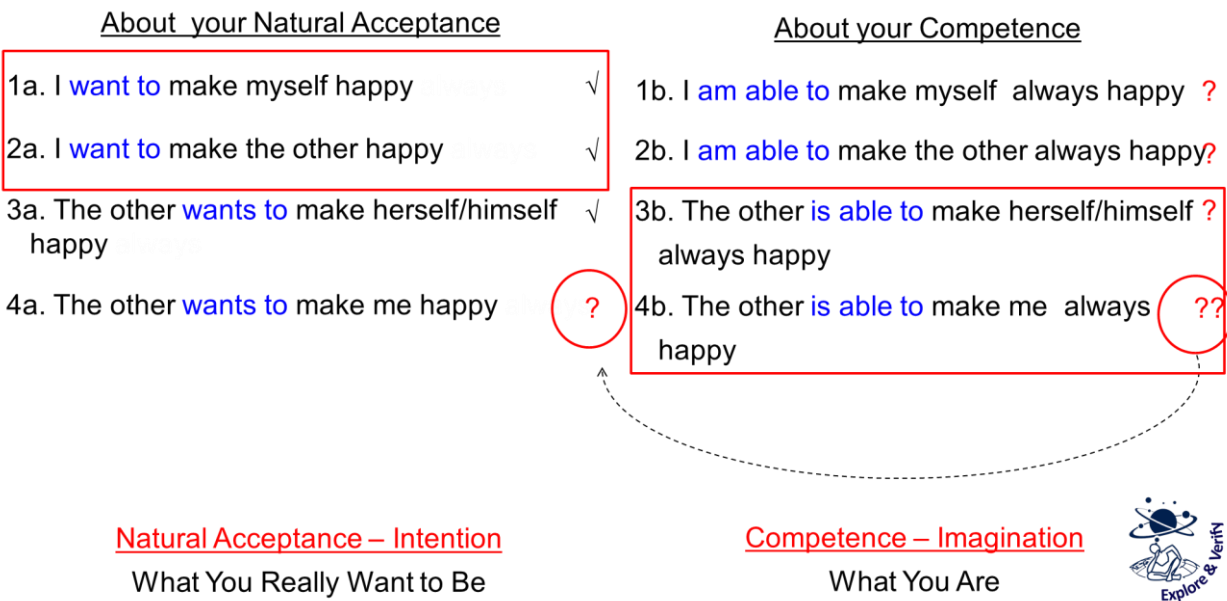 About your Natural Acceptance
1a. I want to make myself happy √
2a. I want to make the other happy √
3a. The other wants to make herself/himself √
happy
4a. The other wants to make me happy ?
About your Competence
1b. I am able to make myself always happy ?
2b. I am able to make the other always happy?
3b. The other is able to make herself/himself ?
always happy
4b. The other is able to make me always ??
happy
Natural Acceptance – Intention
What You Really Want to Be
Competence – Imagination
What You Are
Explore & Verify